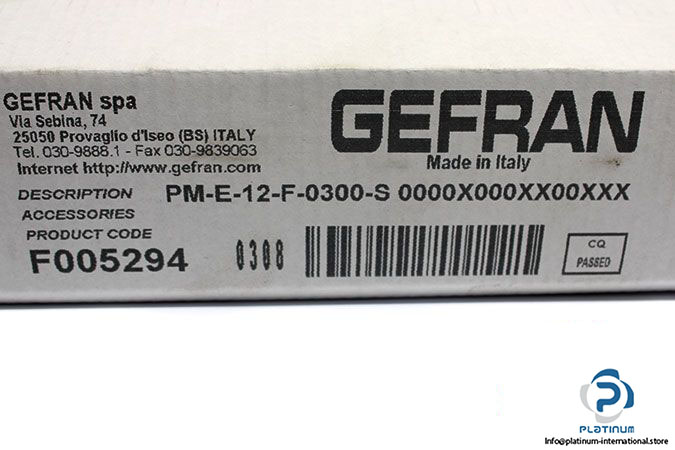 GEFRAN spa
Via Sebina, 74
25050 Provaglio d'Iseo (BS) ITALY
Tel. 030-9888.1 - Fax 030-9839063
Internet http://www.gefran.com
GEFRAN
Made in Italy
DESCRIPTION PM-E-12-F-0300-S 0000X000XX00XXX
ACCESSORIES
PRODUCT CODE
F005294 0308
CQ
PASSED
PLATINUM
Info@platinum-international.store